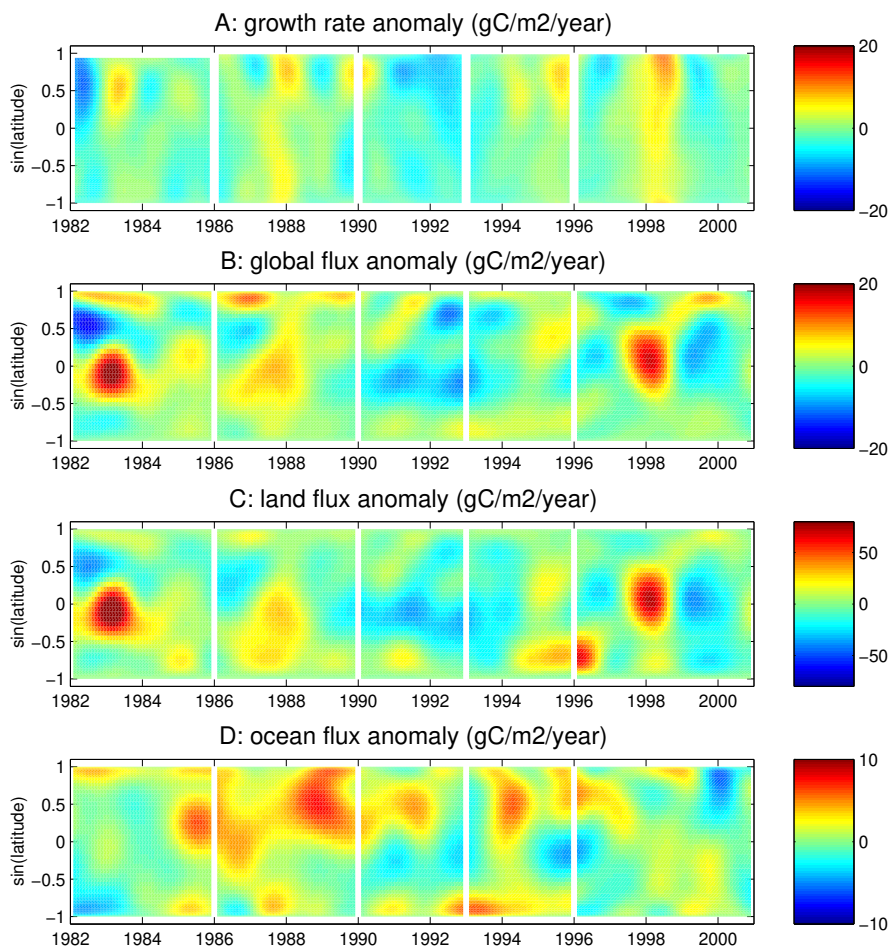 A: growth rate anomaly (gC/m2/year)
sin(latitude)
1
0.5
0
−0.5
−1
1982 1984 1986 1988 1990 1992 1994 1996 1998 2000
20
0
−20
B: global flux anomaly (gC/m2/year)
sin(latitude)
1
0.5
0
−0.5
−1
1982 1984 1986 1988 1990 1992 1994 1996 1998 2000
20
0
−20
C: land flux anomaly (gC/m2/year)
sin(latitude)
1
0.5
0
−0.5
−1
1982 1984 1986 1988 1990 1992 1994 1996 1998 2000
50
0
−50
D: ocean flux anomaly (gC/m2/year)
sin(latitude)
1
0.5
0
−0.5
−1
1982 1984 1986 1988 1990 1992 1994 1996 1998 2000
10
0
−10